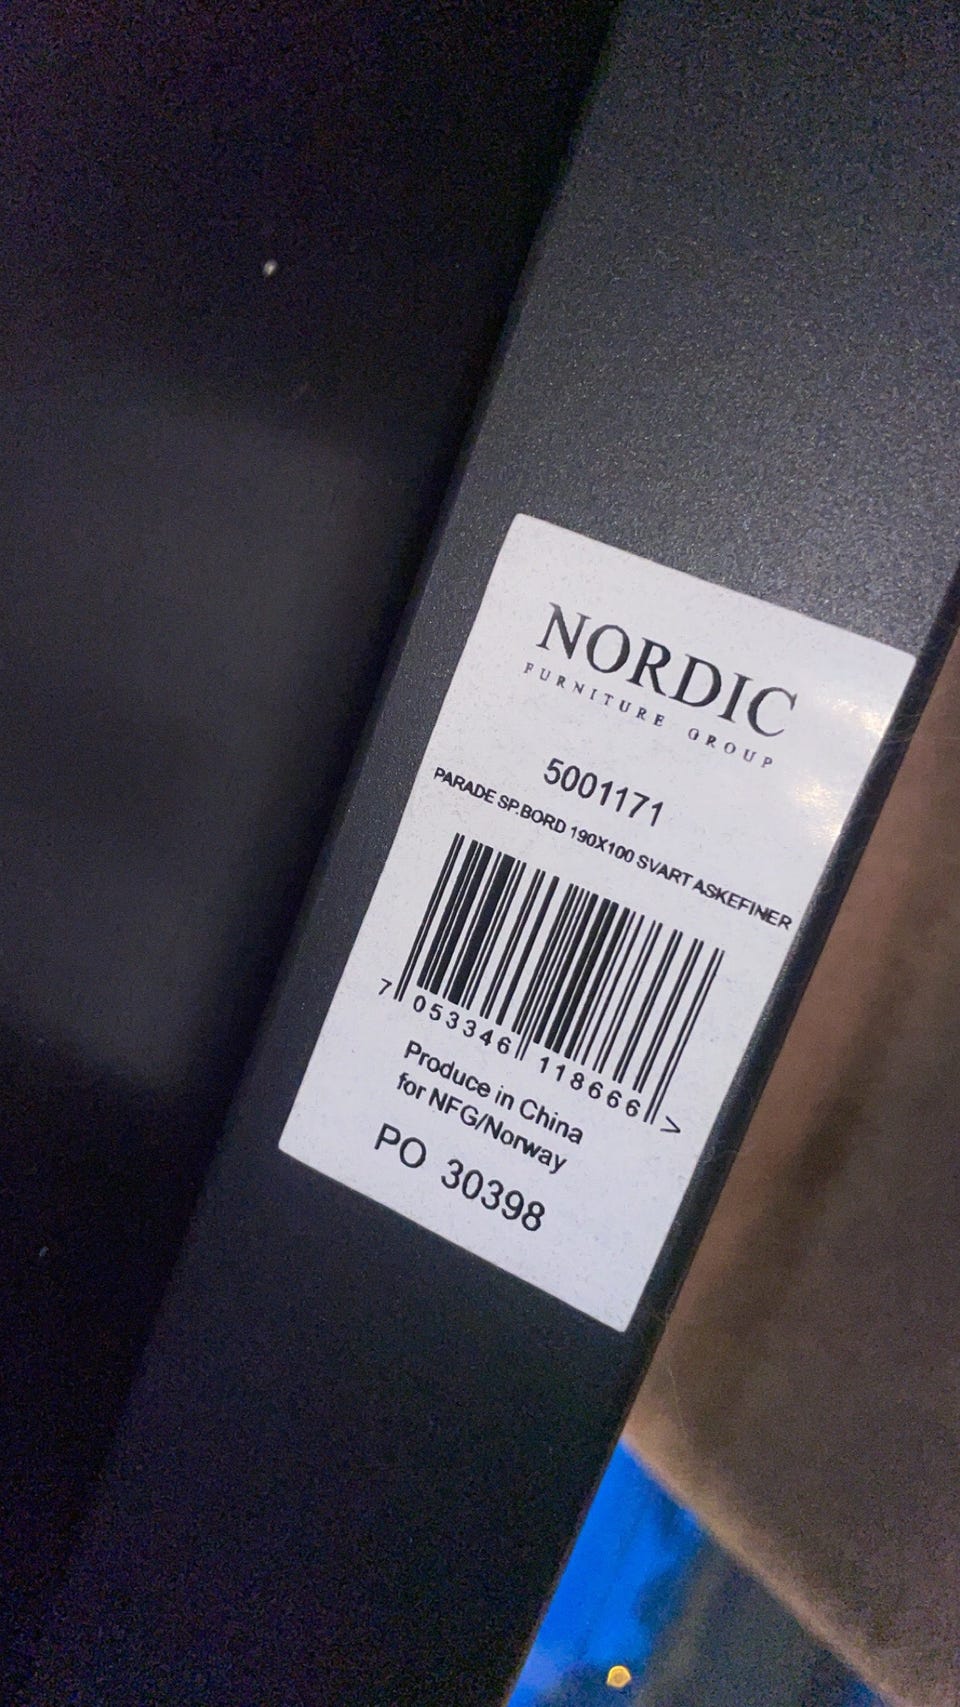 NORDIC
FURNITURE GROUP
5001171
PARADE SP.BORD 190X100 SVART ASKEFINER
7 053346 118666 >
Produce in China
for NFG/Norway
PO 30398